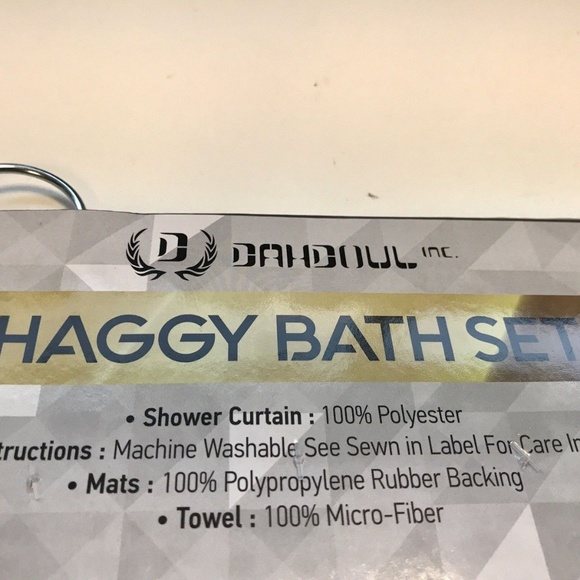 D DAHDOUL INC.
HAGGY BATH SET
• Shower Curtain : 100% Polyester
tructions : Machine Washable See Sewn in Label For Care In
• Mats : 100% Polypropylene Rubber Backing
• Towel : 100% Micro-Fiber